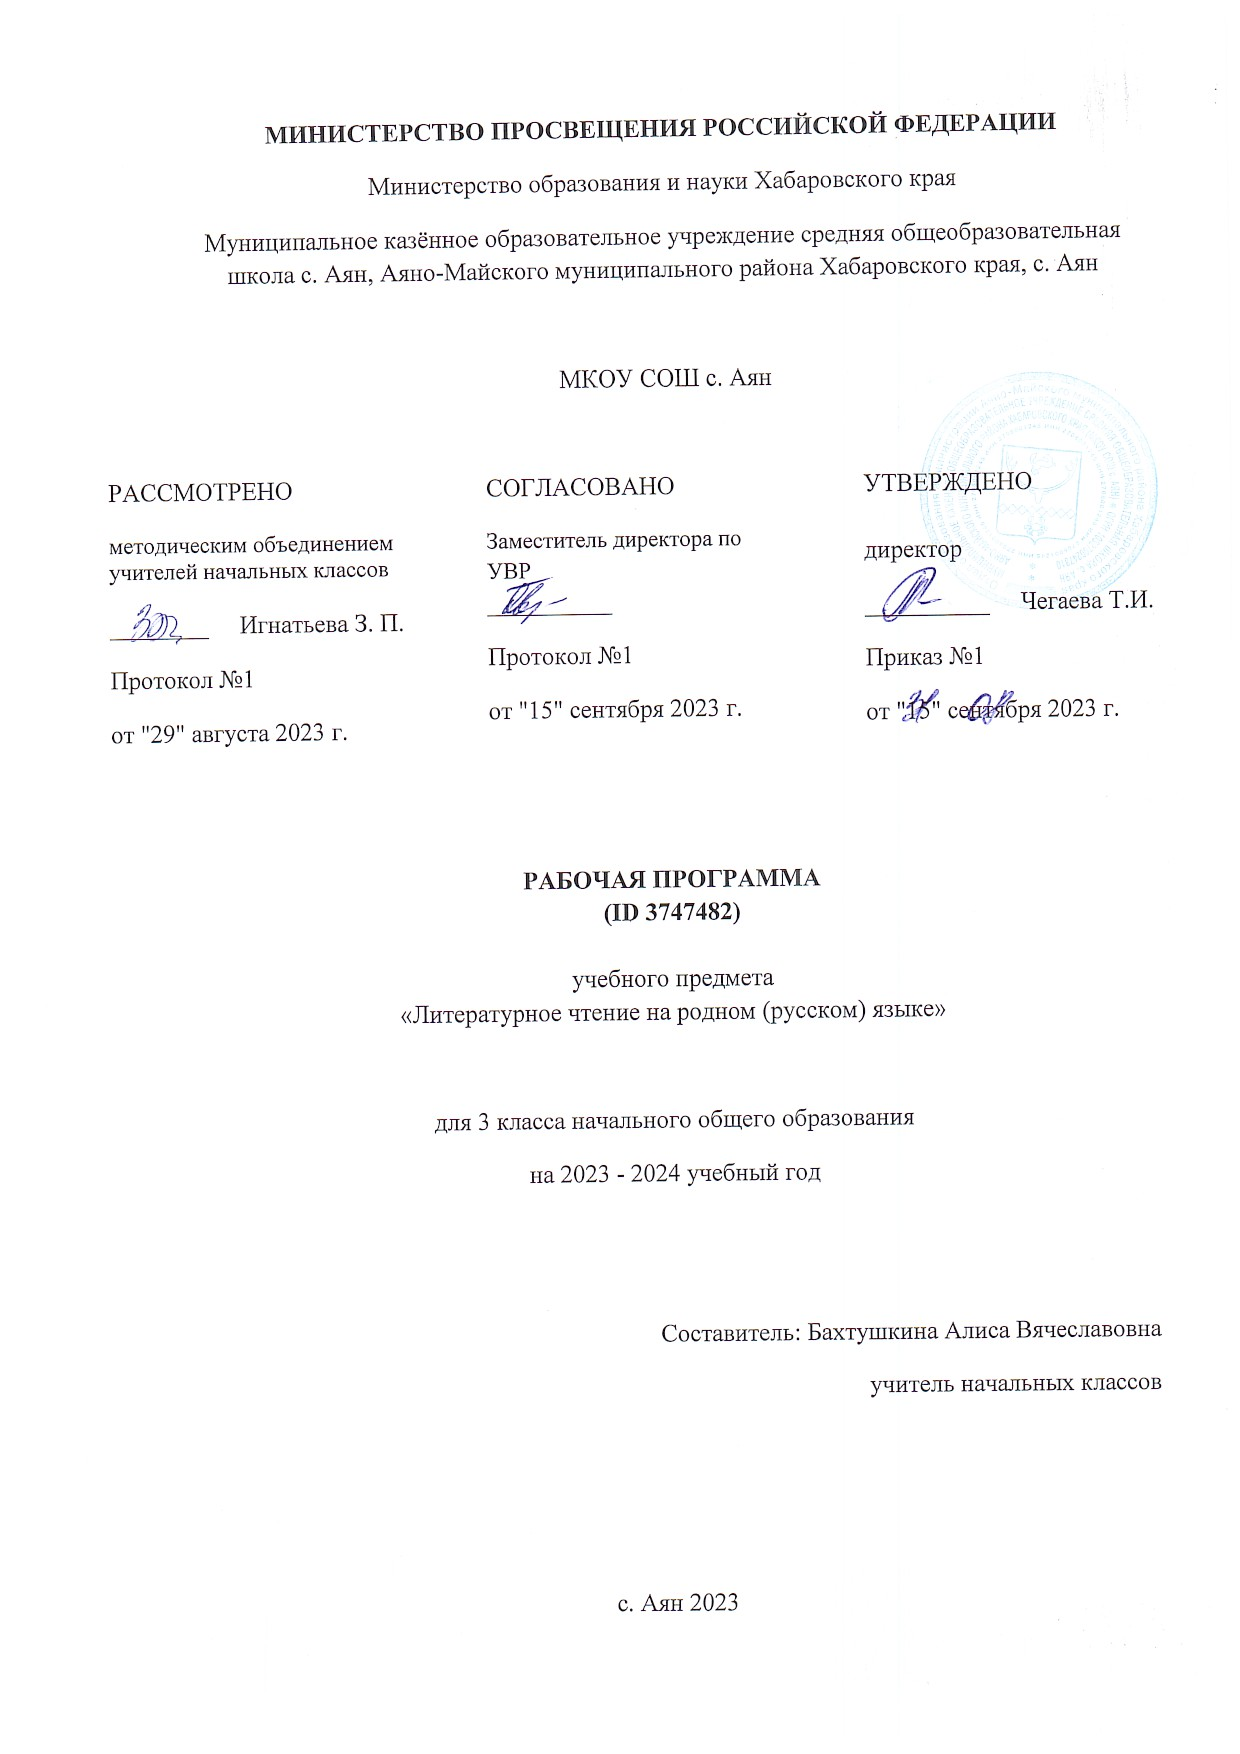 МИНИСТЕРСТВО ПРОСВЕЩЕНИЯ РОССИЙСКОЙ ФЕДЕРАЦИИ
Министерство образования и науки Хабаровского края
Муниципальное казённое образовательное учреждение средняя общеобразовательная
школа с. Аян, Аяно-Майского муниципального района Хабаровского края, с. Аян
МКОУ СОШ с. Аян
РАССМОТРЕНО
методическим объединением
учителей начальных классов
Игнатьева З. П.
Протокол №1
от "29" августа 2023 г.
СОГЛАСОВАНО
Заместитель директора по
УВР
Протокол №1
от "15" сентября 2023 г.
УТВЕРЖДЕНО
директор
Чегаева Т.И.
Приказ №1
от "15" сентября 2023 г.
РАБОЧАЯ ПРОГРАММА
(ID 3747482)
учебного предмета
«Литературное чтение на родном (русском) языке»
для 3 класса начального общего образования
на 2023 - 2024 учебный год
Составитель: Бахтушкина Алиса Вячеславовна
учитель начальных классов
с. Аян 2023